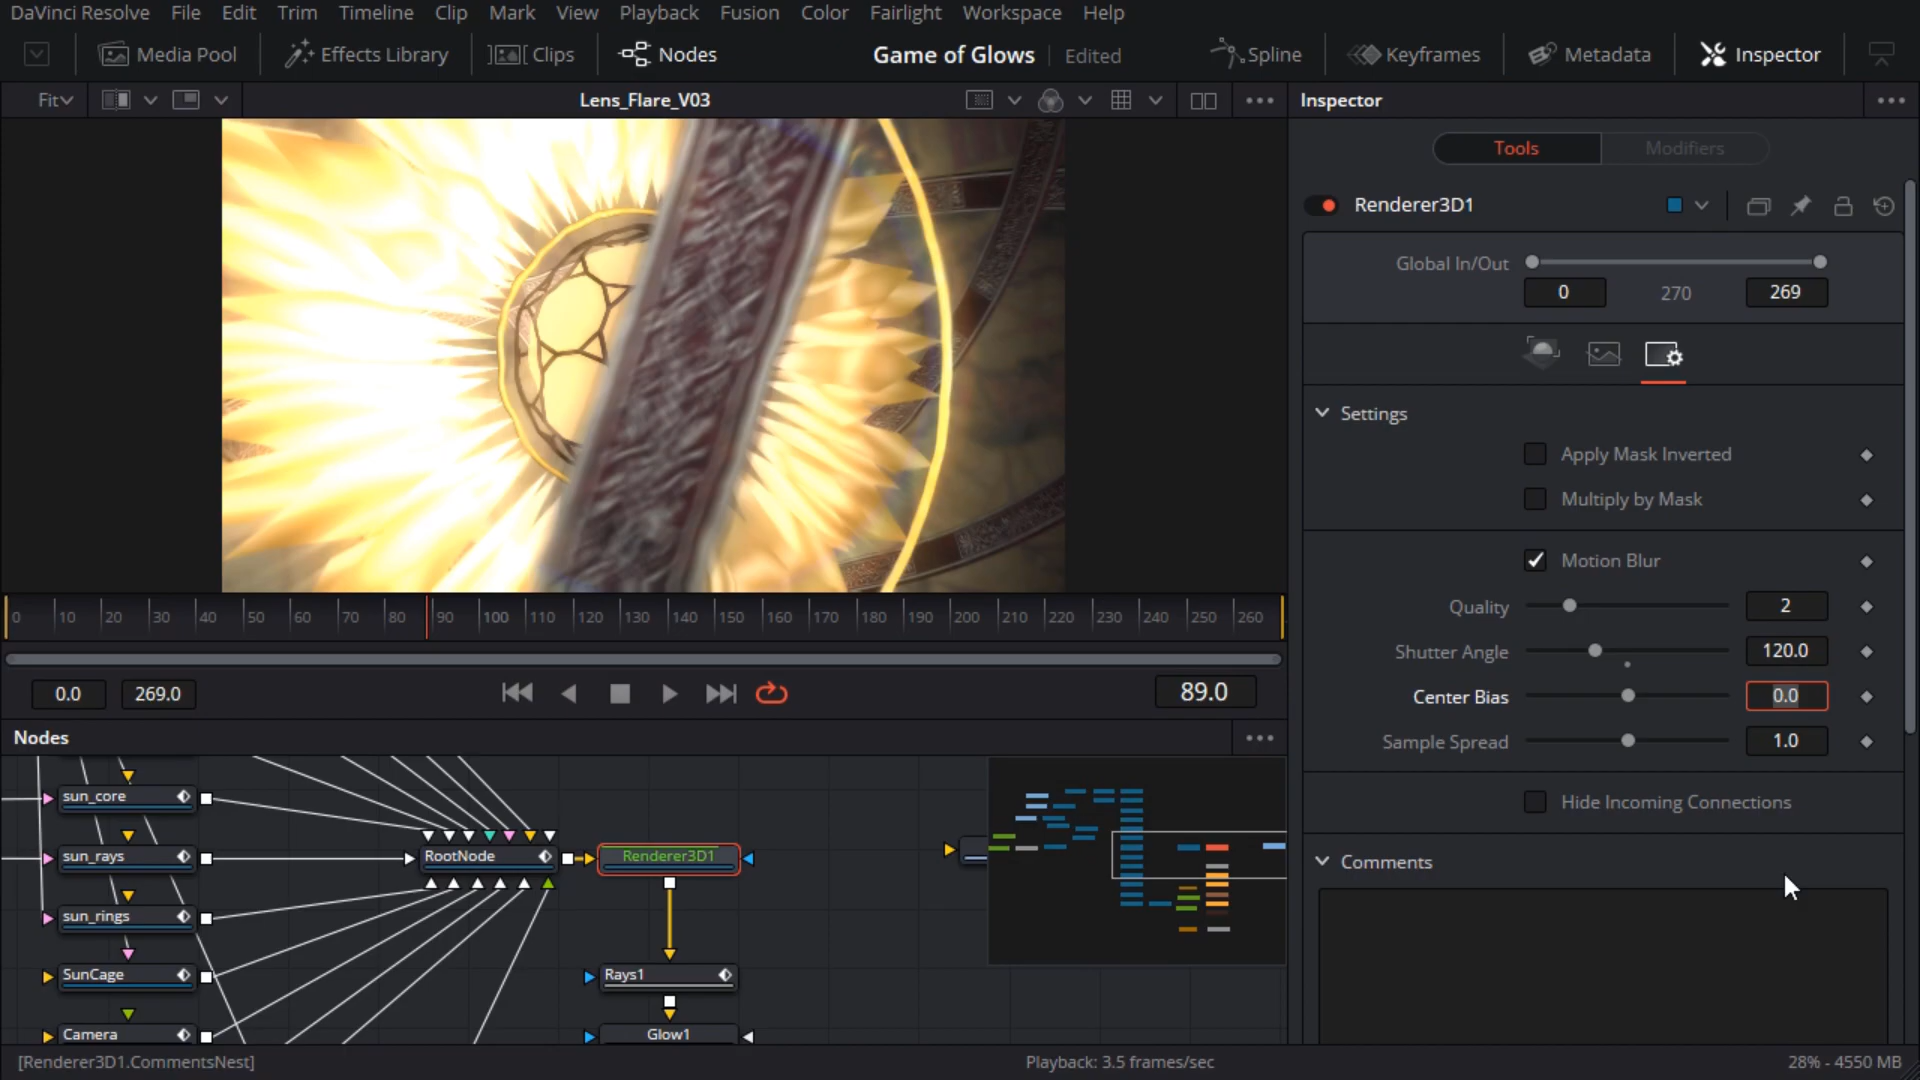 DaVinci Resolve File Edit Trim Timeline Clip Mark View Playback Fusion Color Fairlight Workspace Help
Media Pool Effects Library Clips Nodes Game of Glows Edited Spline Keyframes Metadata Inspector
Fit Lens_Flare_V03 Inspector
Tools Modifiers
Renderer3D1
Global In/Out
0 270 269
Settings
Apply Mask Inverted
Multiply by Mask
Motion Blur
Quality 2
Shutter Angle 120.0
Center Bias 0.0
Sample Spread 1.0
Hide Incoming Connections
Comments
0 10 20 30 40 50 60 70 80 90 100 110 120 130 140 150 160 170 180 190 200 210 220 230 240 250 260
0.0 269.0 89.0
Nodes
sun_core
sun_rays RootNode Renderer3D1
sun_rings
SunCage Rays1
Camera Glow1
[Renderer3D1.CommentsNest] Playback: 3.5 frames/sec 28% - 4550 MB